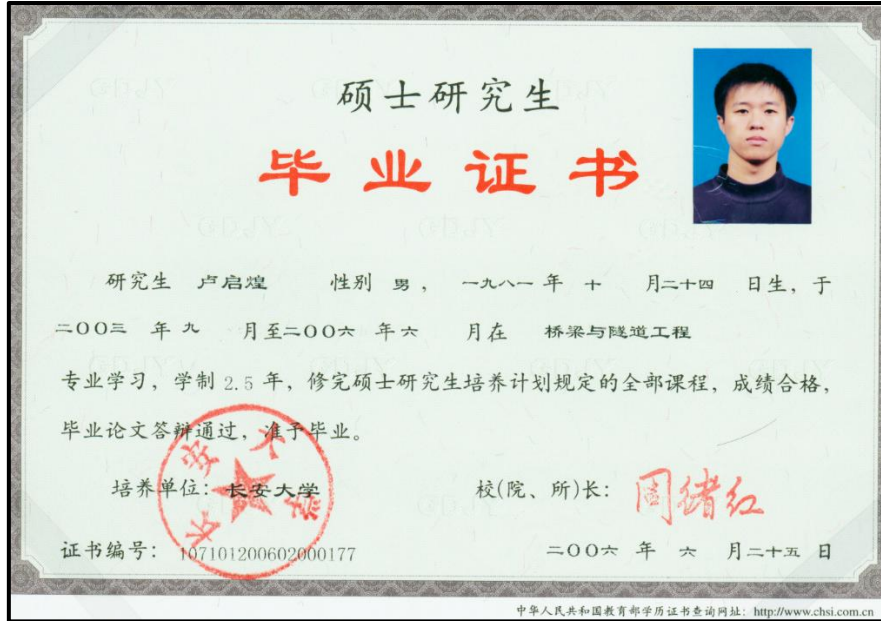 硕士研究生
毕业证书
研究生 卢启煌 性别 男， 一九八一 年 十 月二十四 日生，于
二〇〇三 年 九 月至二〇〇六 年 六 月在 桥梁与隧道工程
专业学习，学制 2.5 年，修完硕士研究生培养计划规定的全部课程，成绩合格，
毕业论文答辩通过，准予毕业。
培养单位：长安大学 校(院、所)长：周绪红
长安大学
证书编号：107101200602000177 二〇〇六 年 六 月二十五 日
中华人民共和国教育部学历证书查询网址：http://www.chsi.com.cn